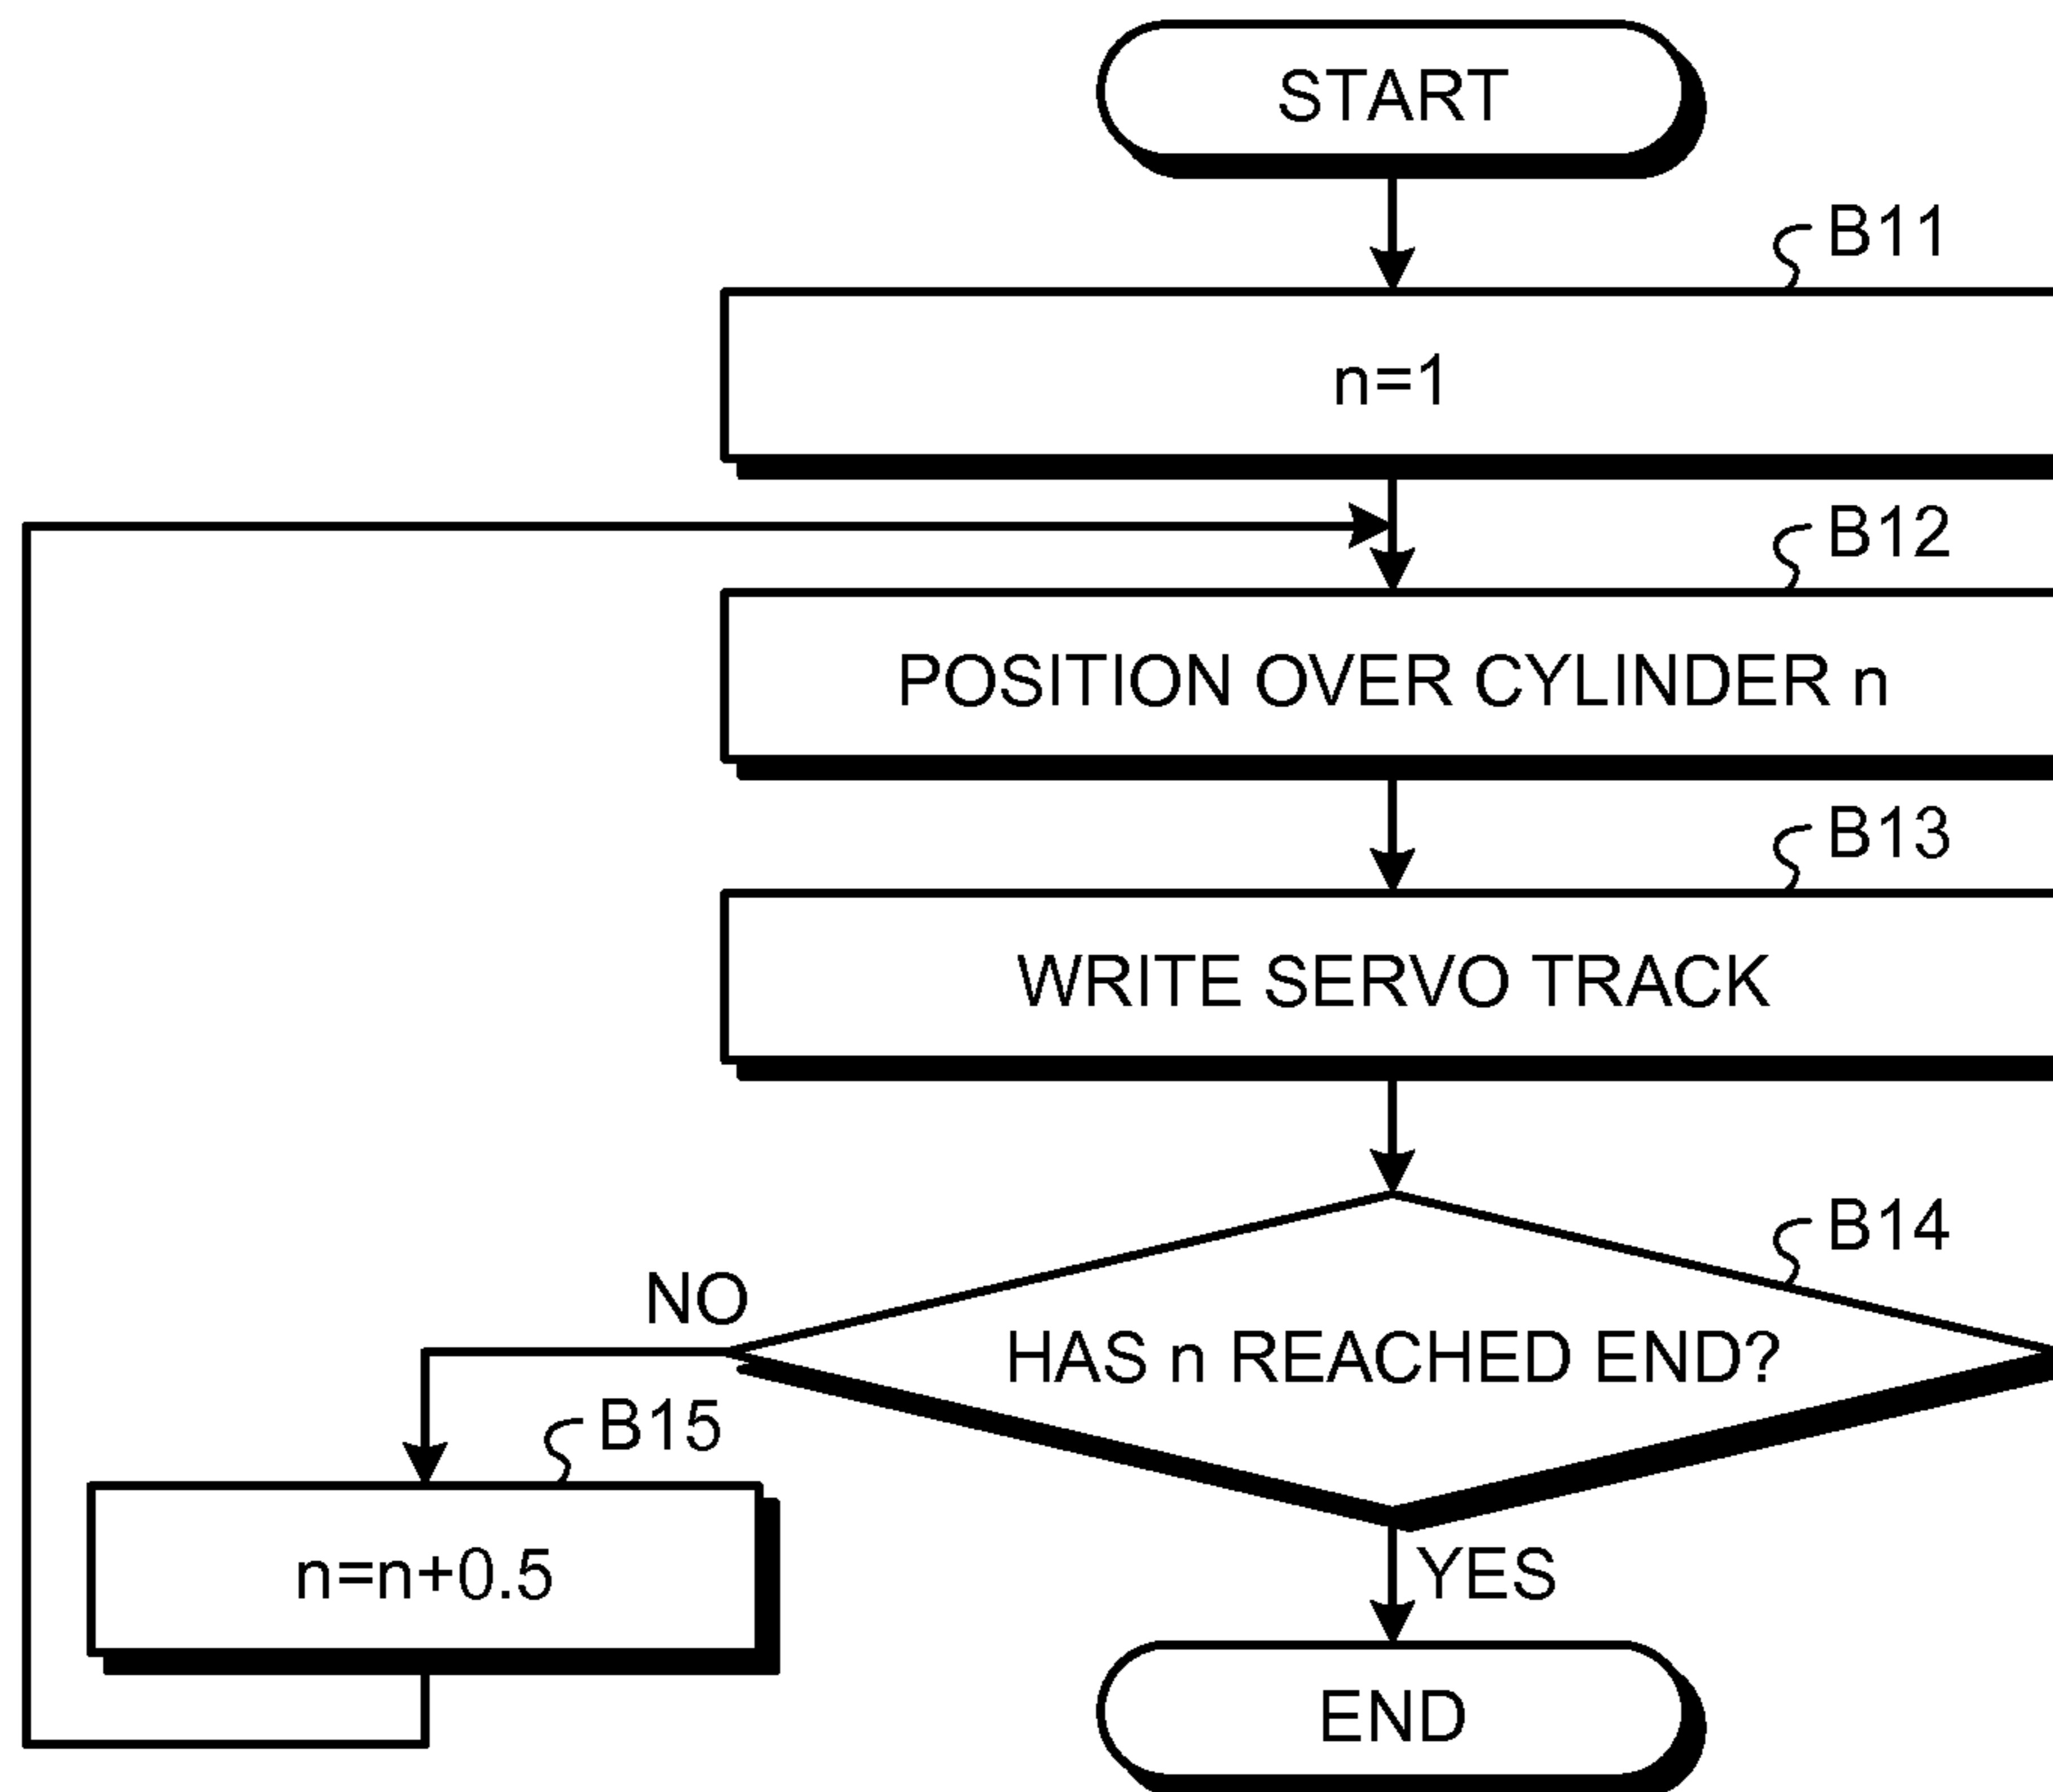 START
B11
n=1
B12
POSITION OVER CYLINDER n
B13
WRITE SERVO TRACK
B14
NO
HAS n REACHED END?
B15
n=n+0.5
YES
END